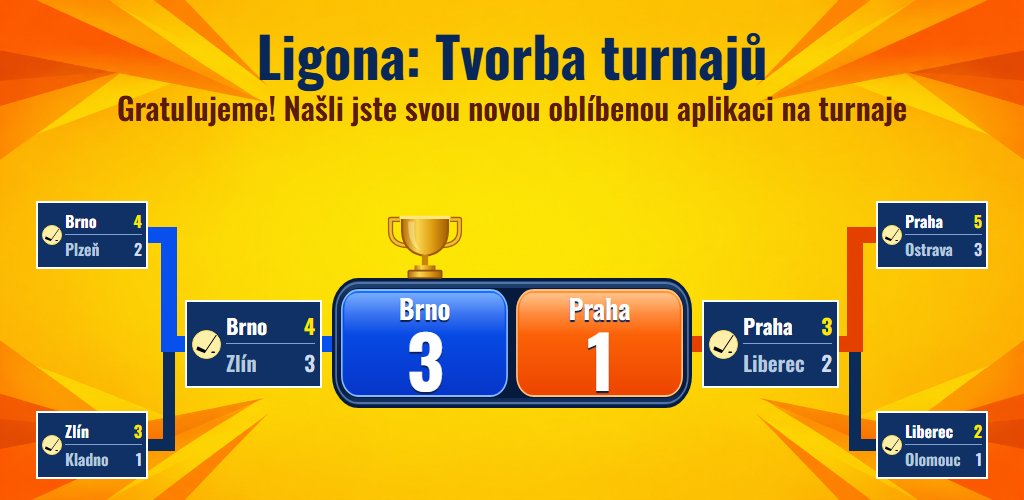 Ligona: Tvorba turnajů
Gratulujeme! Našli jste svou novou oblíbenou aplikaci na turnaje
Brno 4
Plzeň 2
Zlín 3
Kladno 1
Brno 4
Zlín 3
Brno
3
Praha
1
Praha 3
Liberec 2
Praha 5
Ostrava 3
Liberec 2
Olomouc 1